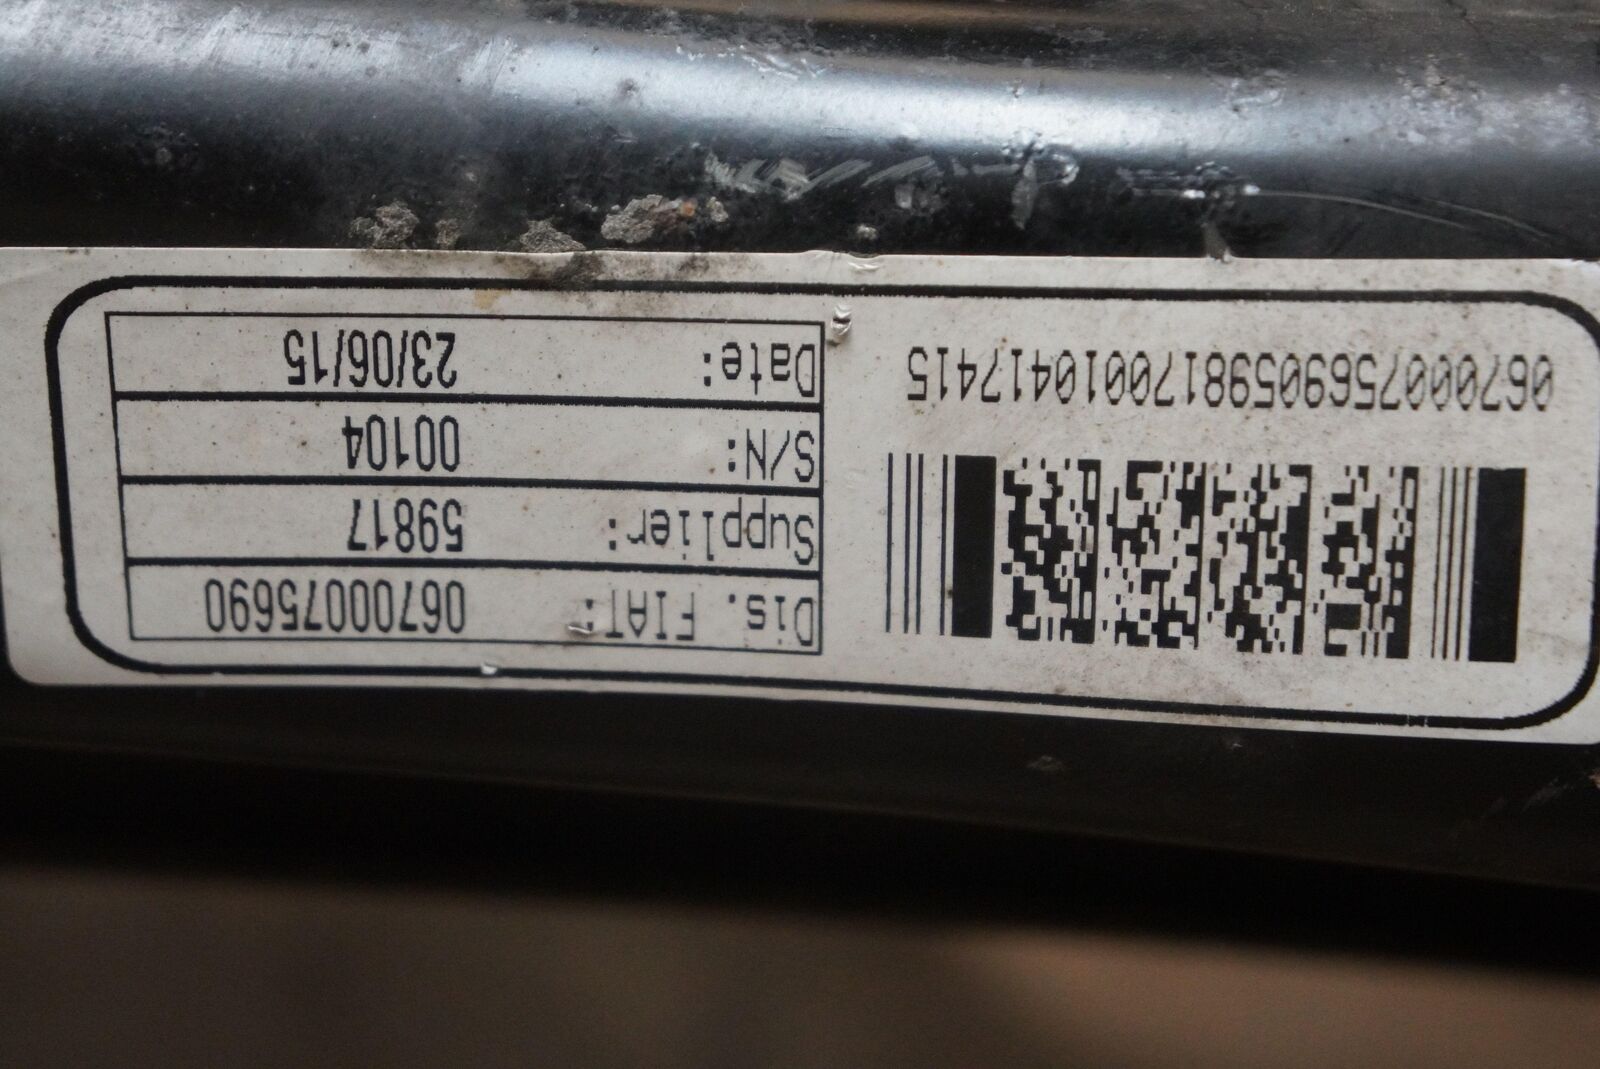 Dis. FIAT: 06700075690
Supplier: 59817
S/N: 00104
Date: 23/06/15
06700075690598170010417415